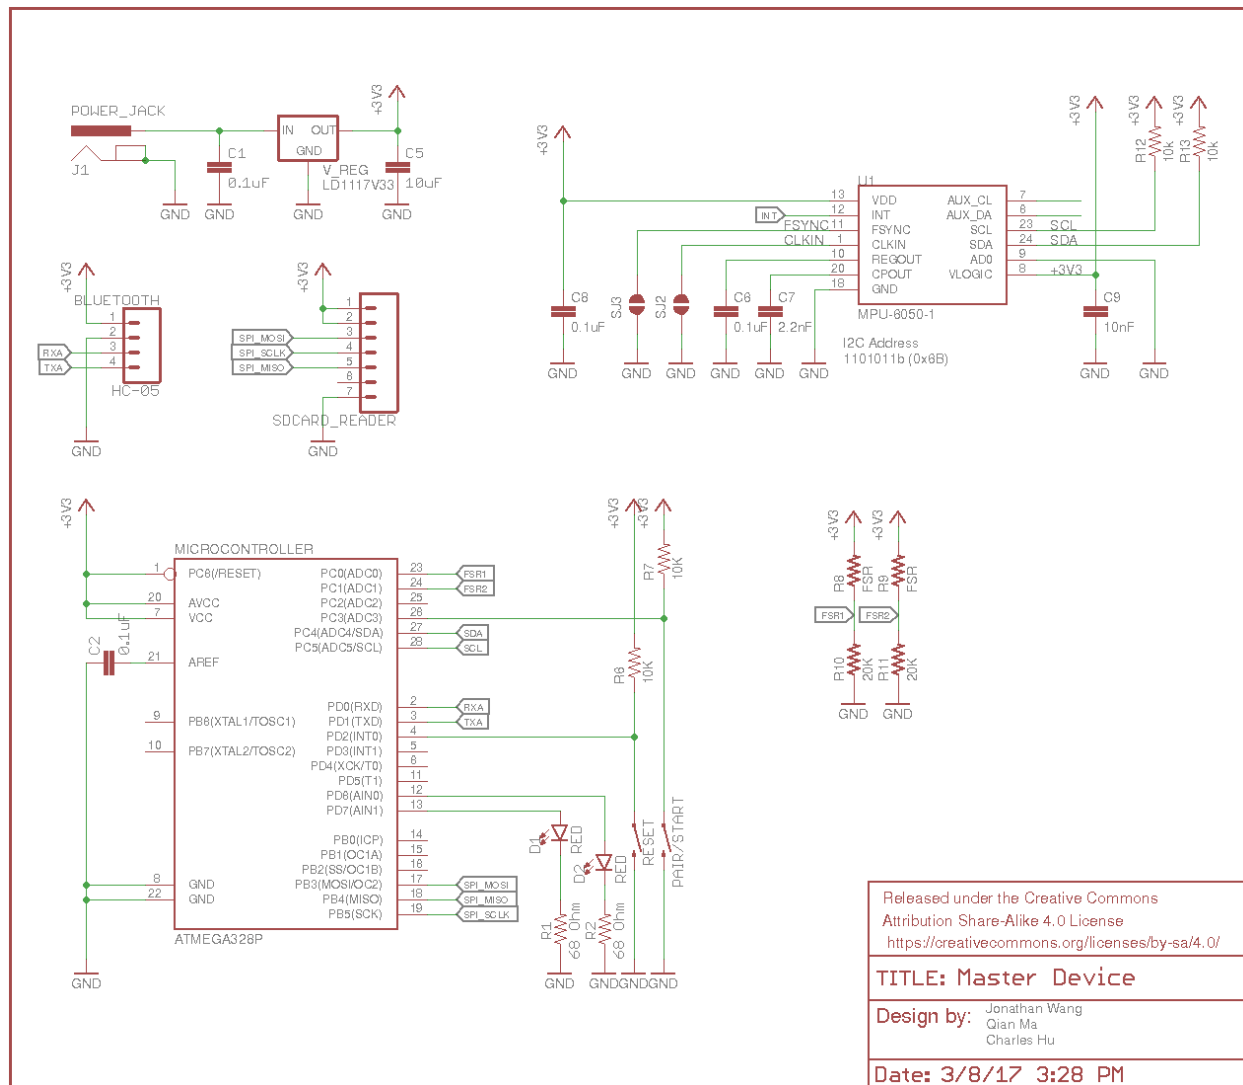 POWER_JACK
J1
GND
C1
0.1uF
GND
IN OUT
GND
V_REG
LD1117V33
GND
+3V3
C5
10uF
GND
+3V3
BLUETOOTH
1
2
3
4
RXA
TXA
HC-05
GND
+3V3
1
2
3
4
5
6
7
SPI_MOSI
SPI_SCLK
SPI_MISO
SDCARD_READER
GND
+3V3
C8
0.1uF
GND
INT
FSYNC
CLKIN
SJ3
GND
SJ2
GND
C6
0.1uF
GND
C7
2.2nF
GND
GND
U1
13 VDD
12 INT
11 FSYNC
1 CLKIN
10 REGOUT
20 CPOUT
18 GND
AUX_CL 7
AUX_DA 6
SCL 23 SCL
SDA 24 SDA
AD0 9
VLOGIC 8 +3V3
MPU-6050-1
I2C Address
1101011b (0x6B)
+3V3
C9
10nF
GND
GND
+3V3
R12
10k
+3V3
R13
10k
+3V3
MICROCONTROLLER
1 PC6(/RESET)
20 AVCC
7 VCC
C2
0.1uF
21 AREF
9 PB6(XTAL1/TOSC1)
10 PB7(XTAL2/TOSC2)
8 GND
22 GND
GND
PC0(ADC0) 23 FSR1
PC1(ADC1) 24 FSR2
PC2(ADC2) 25
PC3(ADC3) 26
PC4(ADC4/SDA) 27 SDA
PC5(ADC5/SCL) 28 SCL
PD0(RXD) 2 RXA
PD1(TXD) 3 TXA
PD2(INT0) 4
PD3(INT1) 5
PD4(XCK/T0) 6
PD5(T1) 11
PD6(AIN0) 12
PD7(AIN1) 13
PB0(ICP) 14
PB1(OC1A) 15
PB2(SS/OC1B) 16
PB3(MOSI/OC2) 17 SPI_MOSI
PB4(MISO) 18 SPI_MISO
PB5(SCK) 19 SPI_SCLK
ATMEGA328P
D1
RED
R1
68 Ohm
GND
D2
RED
R2
68 Ohm
GND
+3V3
R6
10K
RESET
GND
+3V3
R7
10K
PAIR/START
GND
+3V3
R8
FSR
FSR1
R10
20K
GND
+3V3
R9
FSR
FSR2
R11
20K
GND
Released under the Creative Commons
Attribution Share-Alike 4.0 License
https://creativecommons.org/licenses/by-sa/4.0/
TITLE: Master Device
Design by: Jonathan Wang
Qian Ma
Charles Hu
Date: 3/8/17 3:28 PM